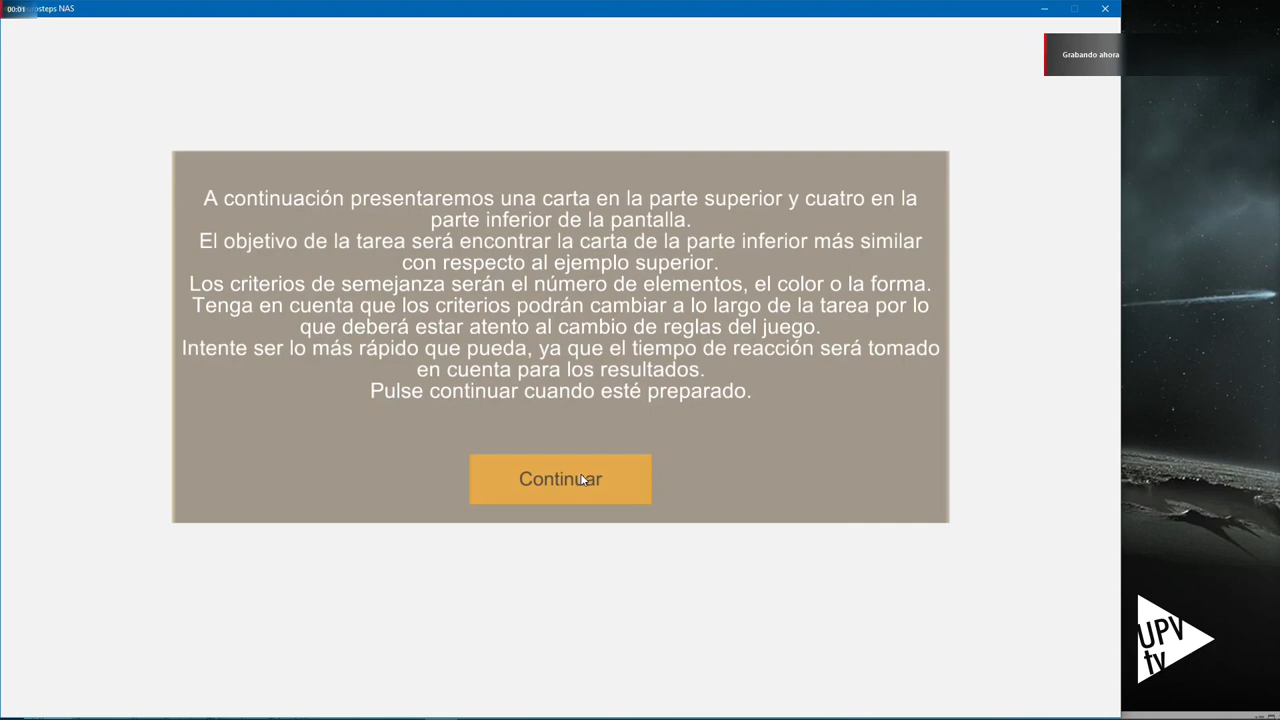 00:01
NAS
Grabando ahora
A continuación presentaremos una carta en la parte superior y cuatro en la
parte inferior de la pantalla.
El objetivo de la tarea será encontrar la carta de la parte inferior más similar
con respecto al ejemplo superior.
Los criterios de semejanza serán el número de elementos, el color o la forma.
Tenga en cuenta que los criterios podrán cambiar a lo largo de la tarea por lo
que deberá estar atento al cambio de reglas del juego.
Intente ser lo más rápido que pueda, ya que el tiempo de reacción será tomado
en cuenta para los resultados.
Pulse continuar cuando esté preparado.
Continuar
UPV
tv